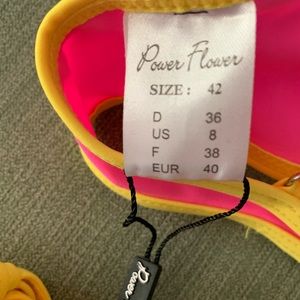 Power Flower
SIZE: 42
D 36
US 8
F 38
EUR 40
Power